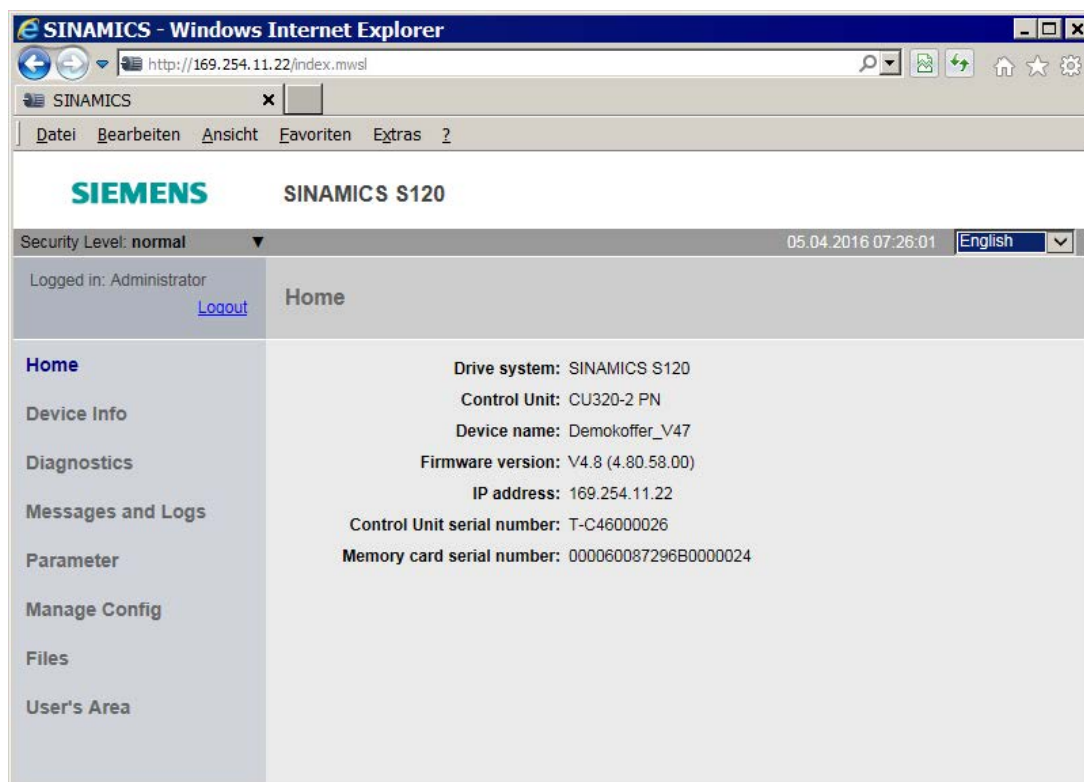 SINAMICS - Windows Internet Explorer
http://169.254.11.22/index.mwsl
SINAMICS
Datei Bearbeiten Ansicht Favoriten Extras ?
SIEMENS SINAMICS S120
Security Level: normal 05.04.2016 07:26:01 English
Logged in: Administrator
Logout
Home
Home
Device Info
Diagnostics
Messages and Logs
Parameter
Manage Config
Files
User's Area
Drive system: SINAMICS S120
Control Unit: CU320-2 PN
Device name: Demokoffer_V47
Firmware version: V4.8 (4.80.58.00)
IP address: 169.254.11.22
Control Unit serial number: T-C46000026
Memory card serial number: 000060087296B0000024